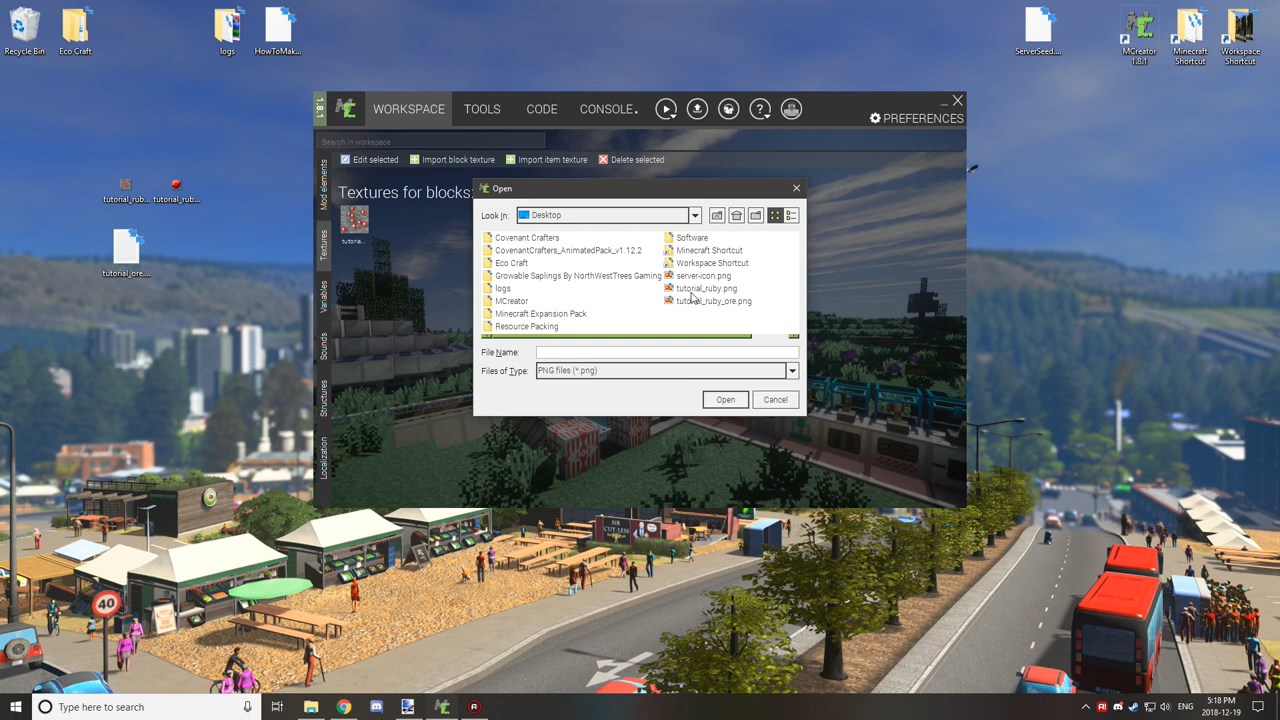 Recycle Bin
Eco Craft
logs
HowToMak...
ServerSeed....
MCreator
1.8.1
Minecraft
Shortcut
Workspace
Shortcut
tutorial_rub...
tutorial_rub...
tutorial_ore....
1.8.1
WORKSPACE
TOOLS
CODE
CONSOLE
PREFERENCES
Search in workspace
Edit selected
Import block texture
Import item texture
Delete selected
Mod elements
Textures
Variables
Sounds
Structures
Localization
Textures for blocks:
tutoria...
Open
Look In:
Desktop
Covenant Crafters
CovenantCrafters_AnimatedPack_v1.12.2
Eco Craft
Growable Saplings By NorthWestTrees Gaming
logs
MCreator
Minecraft Expansion Pack
Resource Packing
Software
Minecraft Shortcut
Workspace Shortcut
server-icon.png
tutorial_ruby.png
tutorial_ruby_ore.png
File Name:
Files of Type:
PNG files (*.png)
Open
Cancel
40
Type here to search
ENG
5:18 PM
2018-12-19